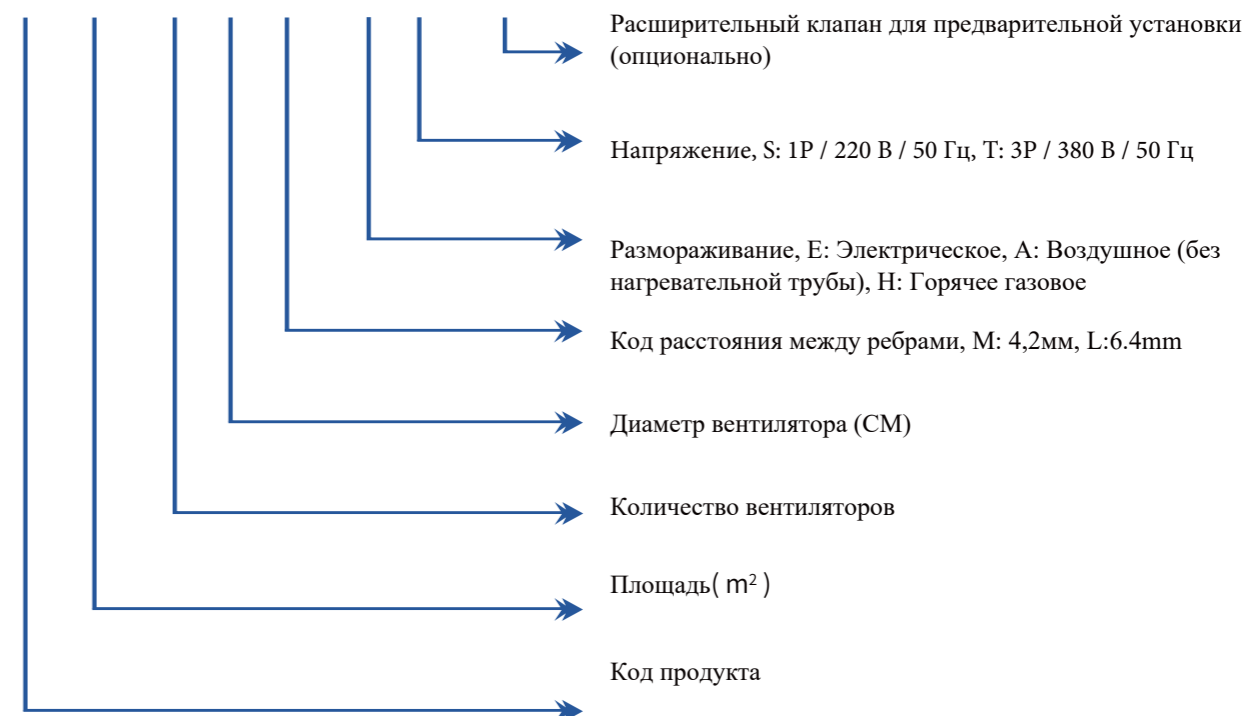 Расширительный клапан для предварительной установки
(опционально)
Напряжение, S: 1P / 220 В / 50 Гц, T: 3P / 380 В / 50 Гц
Размораживание, E: Электрическое, A: Воздушное (без
нагревательной трубы), H: Горячее газовое
Код расстояния между ребрами, M: 4,2мм, L:6.4mm
Диаметр вентилятора (СМ)
Количество вентиляторов
Площадь( m² )
Код продукта